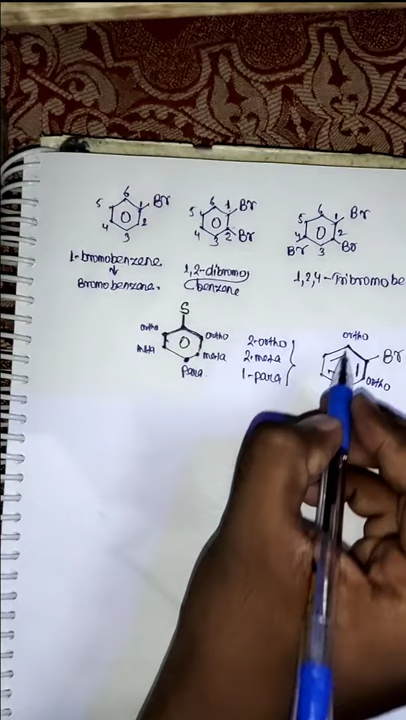 6 Br
5 1
4 2
3
1-bromobenzene
Bromobenzene.
6 1 Br
5
4 2 Br
3
1,2-dibromo
benzene
6 1 Br
5
4 2
Br 3 Br
1,2,4-Tribromobe
S
ortho ortho
meta meta
Para
2-ortho
2-meta
1-para
ortho
Br
ortho